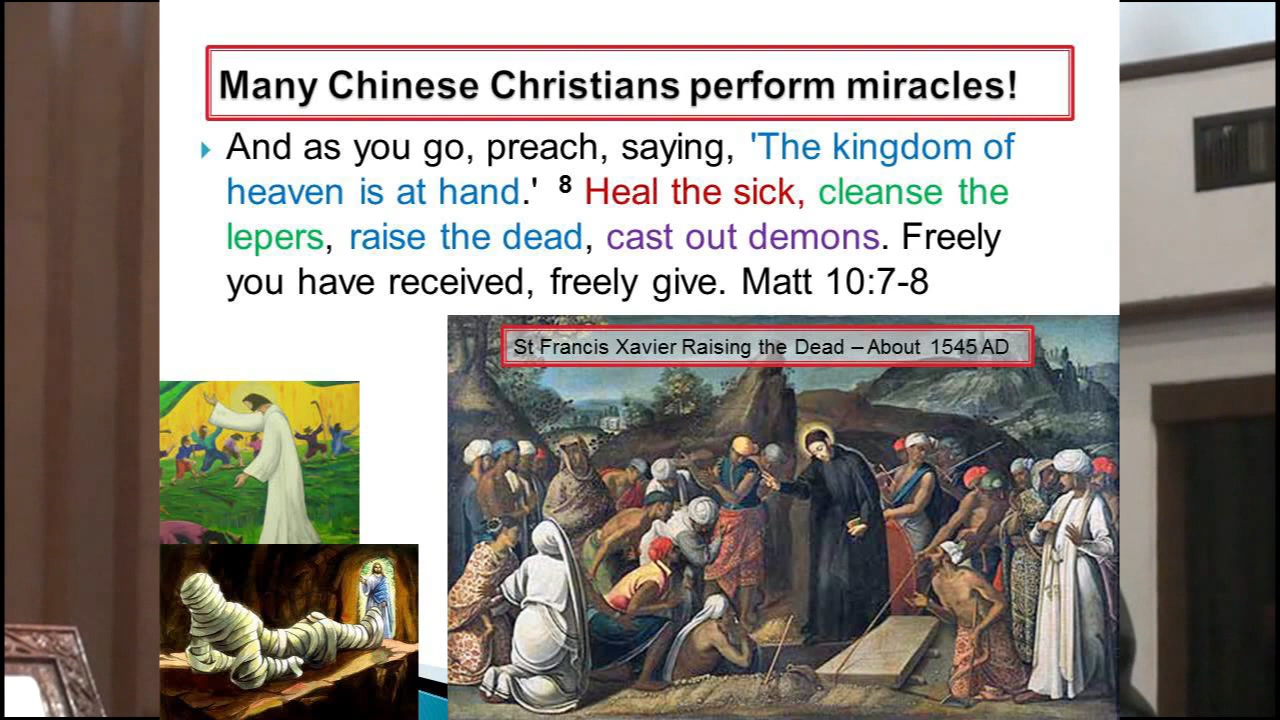 Many Chinese Christians perform miracles!
And as you go, preach, saying, 'The kingdom of
heaven is at hand.' 8 Heal the sick, cleanse the
lepers, raise the dead, cast out demons. Freely
you have received, freely give. Matt 10:7-8
St Francis Xavier Raising the Dead – About 1545 AD